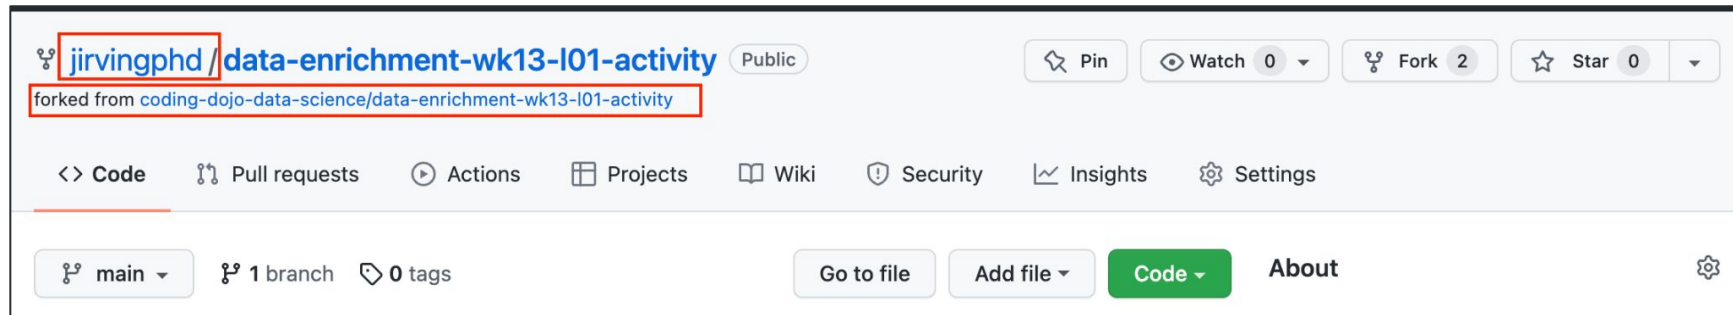 jirvingphd / data-enrichment-wk13-l01-activity Public Pin Watch 0 Fork 2 Star 0
forked from coding-dojo-data-science/data-enrichment-wk13-l01-activity
<> Code Pull requests Actions Projects Wiki Security Insights Settings
main 1 branch 0 tags Go to file Add file Code About